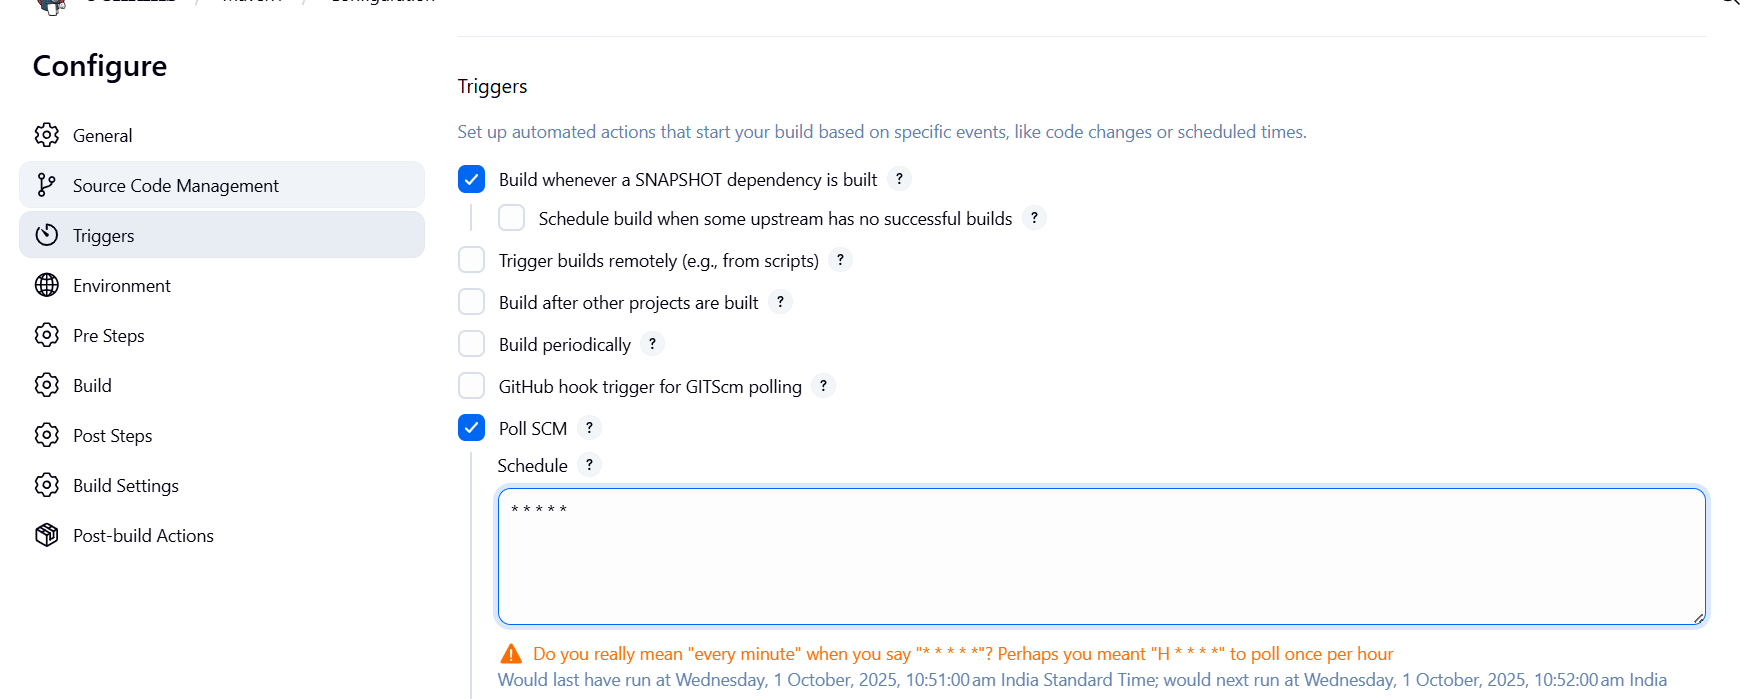 Configure
General
Source Code Management
Triggers
Environment
Pre Steps
Build
Post Steps
Build Settings
Post-build Actions
Triggers
Set up automated actions that start your build based on specific events, like code changes or scheduled times.
Build whenever a SNAPSHOT dependency is built ?
Schedule build when some upstream has no successful builds ?
Trigger builds remotely (e.g., from scripts) ?
Build after other projects are built ?
Build periodically ?
GitHub hook trigger for GITScm polling ?
Poll SCM ?
Schedule ?
* * * * *
Do you really mean "every minute" when you say "* * * * *"? Perhaps you meant "H * * * *" to poll once per hour
Would last have run at Wednesday, 1 October, 2025, 10:51:00 am India Standard Time; would next run at Wednesday, 1 October, 2025, 10:52:00 am India